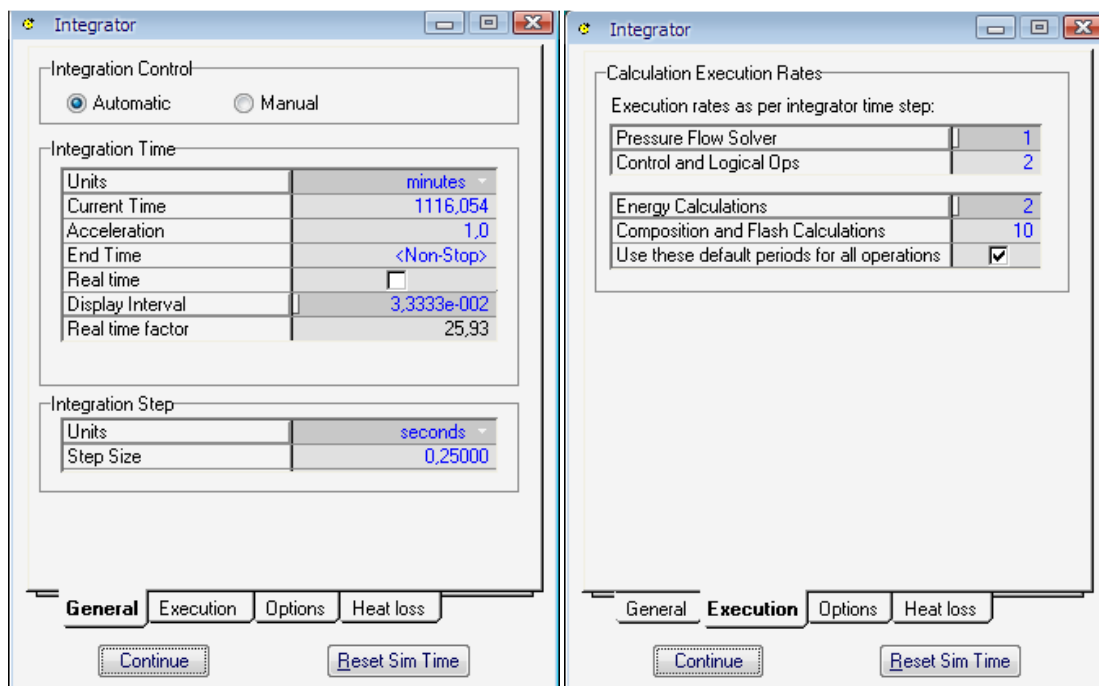 Integrator
Integration Control
Automatic Manual
Integration Time
Units minutes
Current Time 1116,054
Acceleration 1,0
End Time <Non-Stop>
Real time
Display Interval 3,3333e-002
Real time factor 25,93
Integration Step
Units seconds
Step Size 0,25000
General Execution Options Heat loss
Continue Reset Sim Time
Integrator
Calculation Execution Rates
Execution rates as per integrator time step:
Pressure Flow Solver 1
Control and Logical Ops 2
Energy Calculations 2
Composition and Flash Calculations 10
Use these default periods for all operations
General Execution Options Heat loss
Continue Reset Sim Time